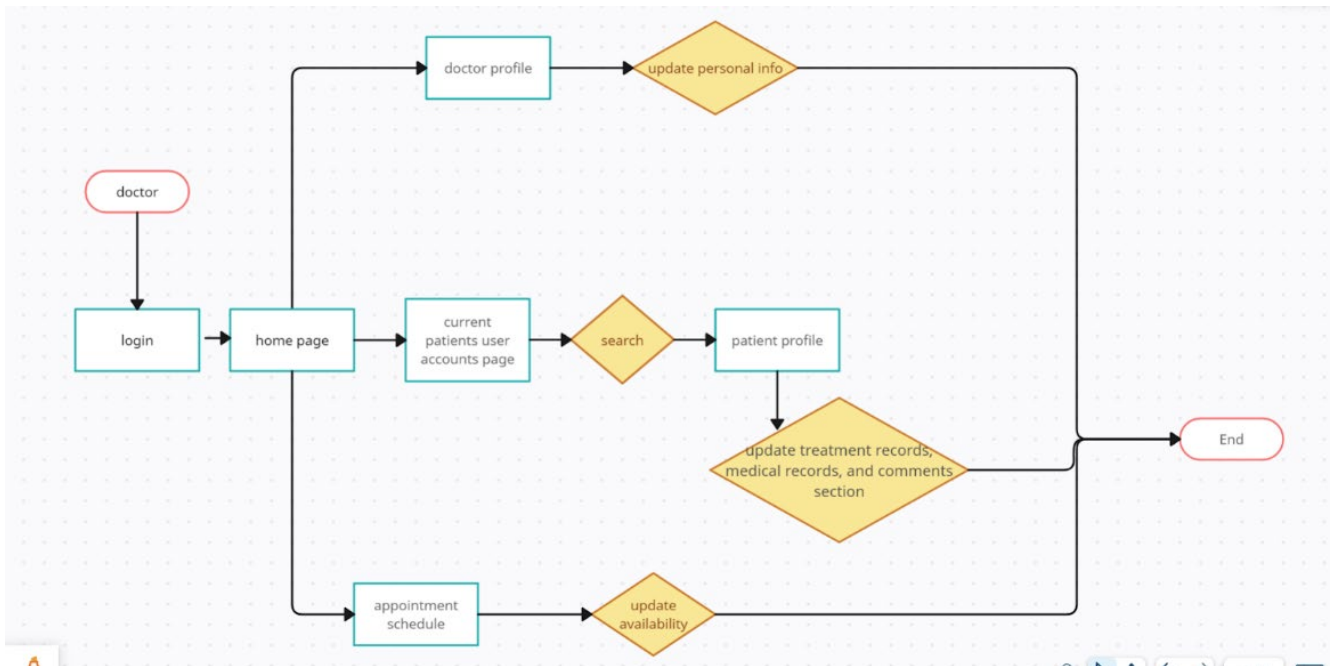 doctor profile
update personal info
doctor
login
home page
current
patients user
accounts page
search
patient profile
update treatment records,
medical records, and comments
section
End
appointment
schedule
update
availability